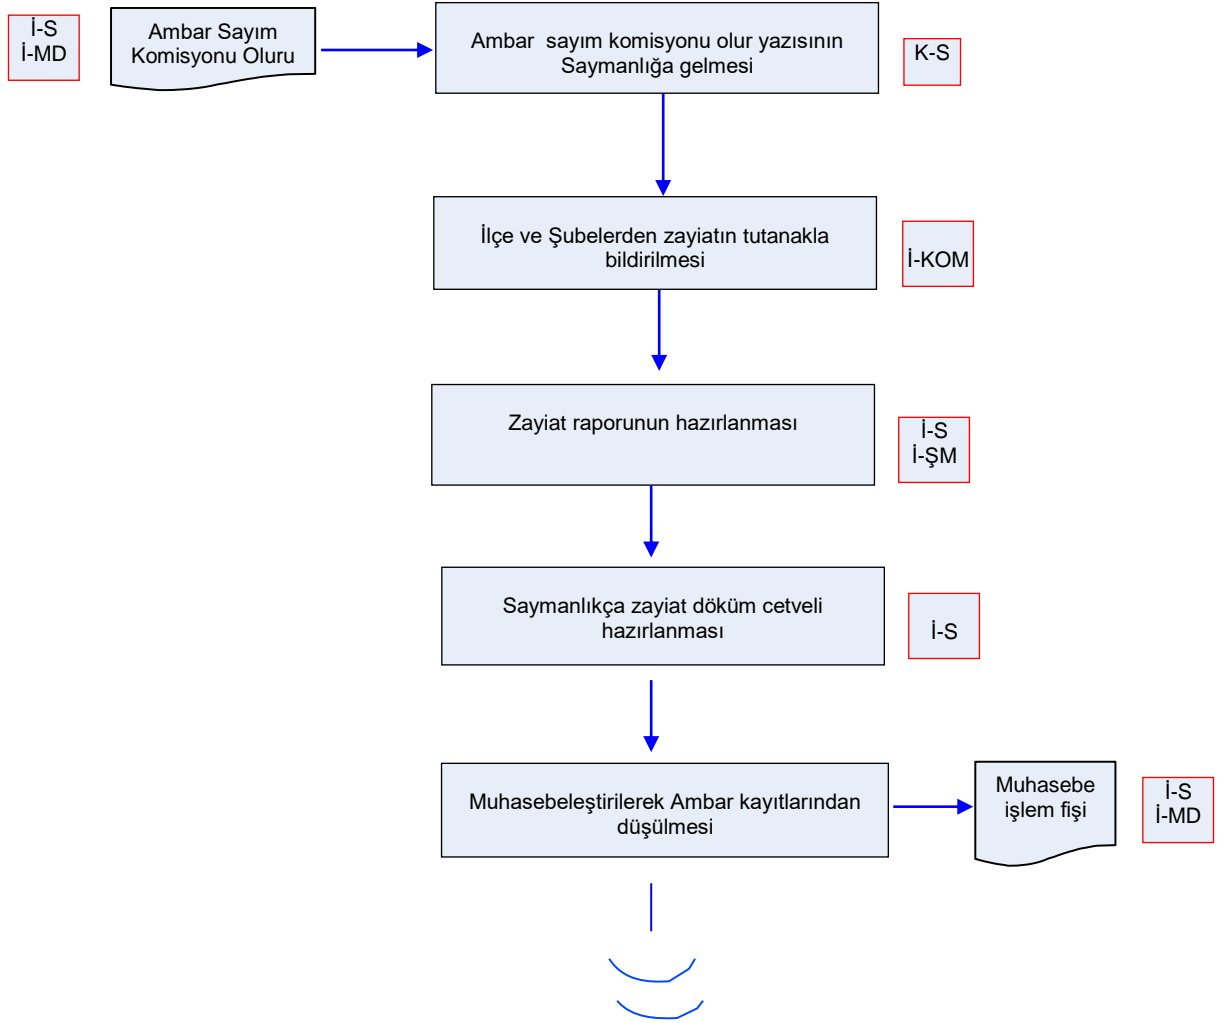 İ-S
İ-MD
Ambar Sayım
Komisyonu Oluru
Ambar  sayım komisyonu olur yazısının
Saymanlığa gelmesi
K-S
İlçe ve Şubelerden zayiatın tutanakla
bildirilmesi
İ-KOM
Zayiat raporunun hazırlanması
İ-S
İ-ŞM
Saymanlıkça zayiat döküm cetveli
hazırlanması
İ-S
Muhasebeleştirilerek Ambar kayıtlarından
düşülmesi
Muhasebe
işlem fişi
İ-S
İ-MD